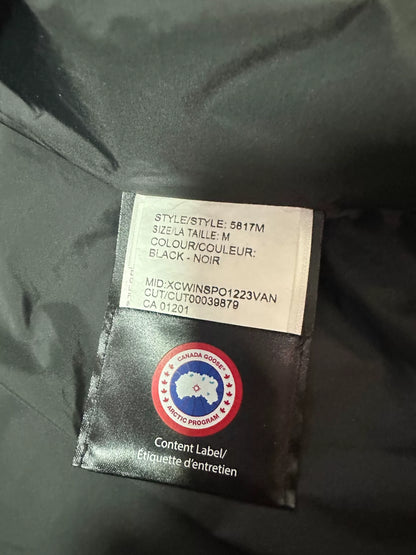 STYLE/STYLE: 5817M
SIZE/LA TAILLE: M
COLOUR/COULEUR:
BLACK - NOIR
MID:XCWINSPO1223VAN
CUT/CUT00039879
CA 01201
CANADA GOOSE®
ARCTIC PROGRAM
Content Label/
Étiquette d'entretien